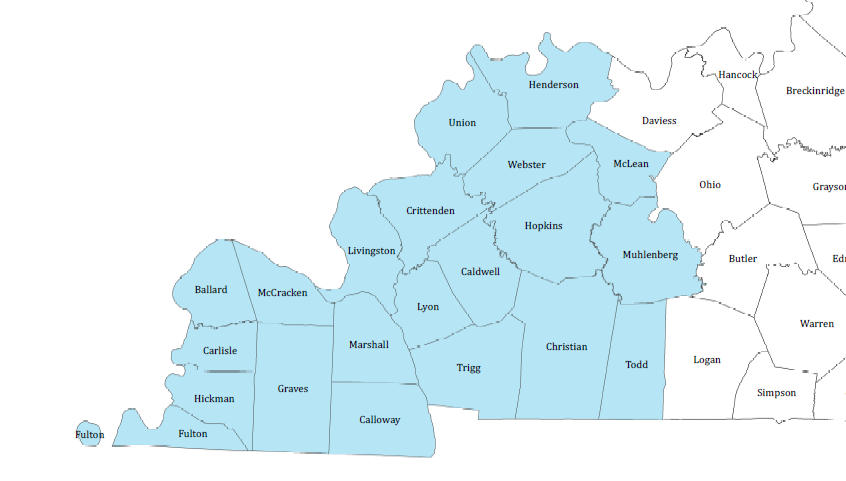 Hancock
Henderson
Breckinridge
Union
Daviess
Webster
McLean
Ohio
Crittenden
Hopkins
Livingston
Muhlenberg
Butler
Caldwell
Ballard
McCracken
Lyon
Warren
Marshall
Christian
Carlisle
Logan
Trigg
Todd
Graves
Simpson
Hickman
Calloway
Fulton
Fulton